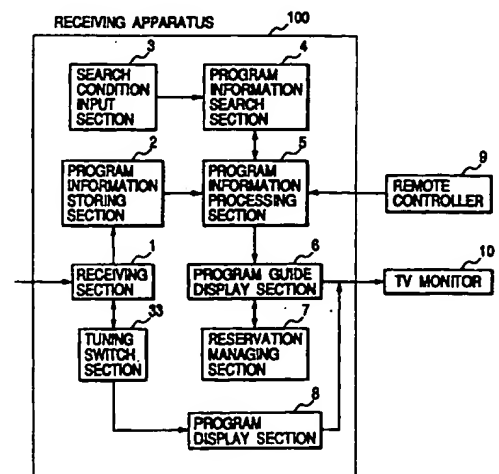 RECEIVING APPARATUS
100
3
SEARCH
CONDITION
INPUT
SECTION
4
PROGRAM
INFORMATION
SEARCH
SECTION
2
PROGRAM
INFORMATION
STORING
SECTION
5
PROGRAM
INFORMATION
PROCESSING
SECTION
9
REMOTE
CONTROLLER
1
RECEIVING
SECTION
6
PROGRAM GUIDE
DISPLAY SECTION
10
TV MONITOR
33
TUNING
SWITCH
SECTION
7
RESERVATION
MANAGING
SECTION
8
PROGRAM
DISPLAY SECTION